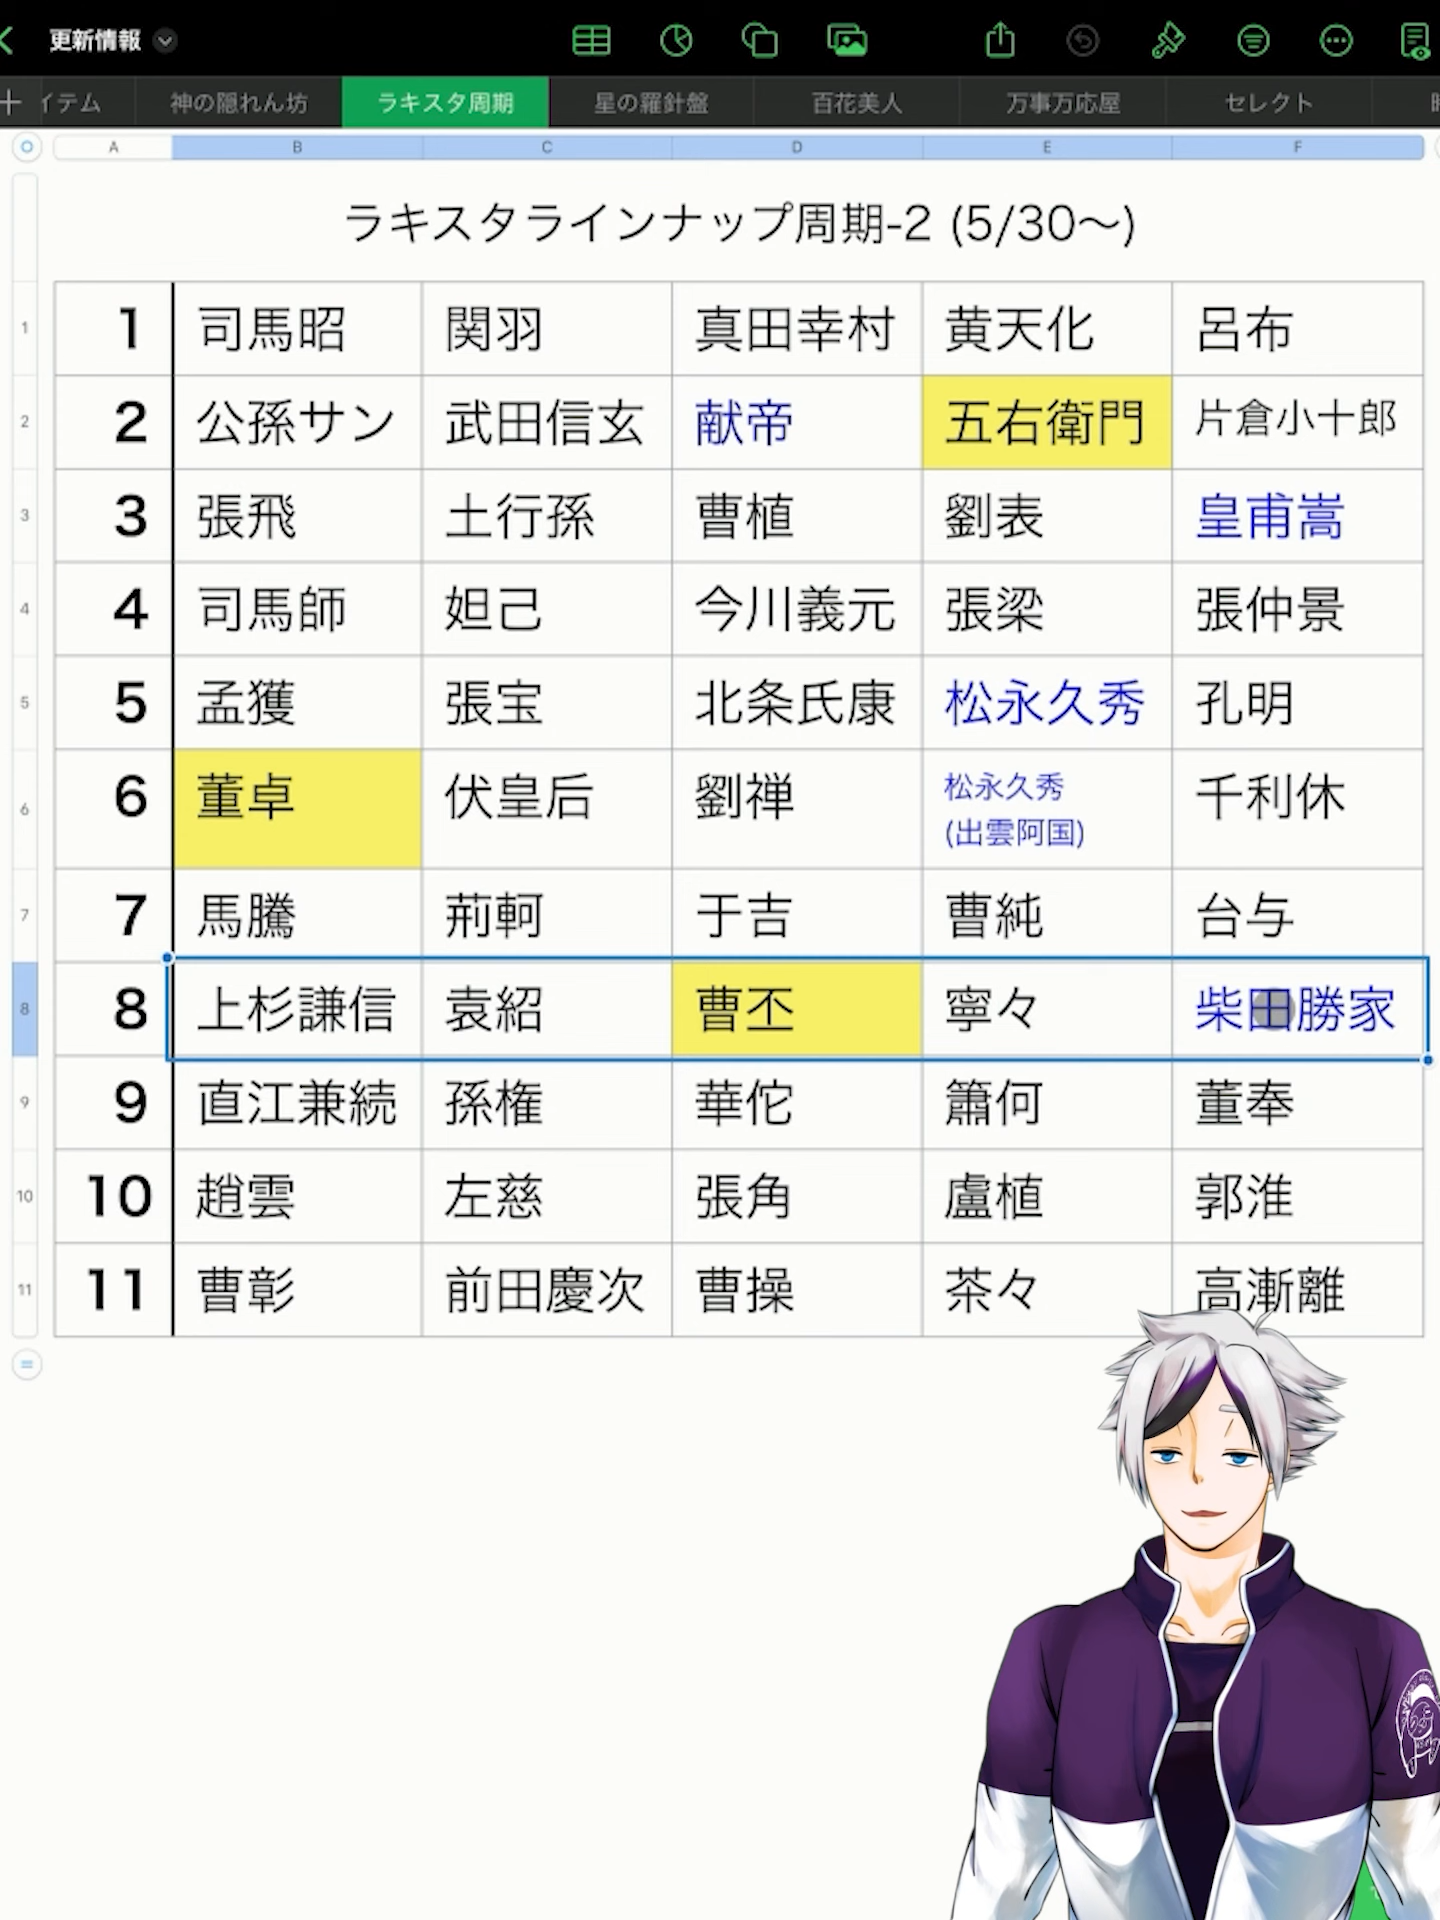 更新情報
イテム 神の隠れん坊 ラキスタ周期 星の羅針盤 百花美人 万事万応屋 セレクト
A B C D E F
ラキスタラインナップ周期-2 (5/30〜)
1 1 司馬昭 関羽 真田幸村 黄天化 呂布
2 2 公孫サン 武田信玄 献帝 五右衛門 片倉小十郎
3 3 張飛 土行孫 曹植 劉表 皇甫嵩
4 4 司馬師 妲己 今川義元 張梁 張仲景
5 5 孟獲 張宝 北条氏康 松永久秀 孔明
6 6 董卓 伏皇后 劉禅 松永久秀 千利休
(出雲阿国)
7 7 馬騰 荊軻 于吉 曹純 台与
8 8 上杉謙信 袁紹 曹丕 寧々 柴田勝家
9 9 直江兼続 孫権 華佗 簫何 董奉
10 10 趙雲 左慈 張角 盧植 郭淮
11 11 曹彰 前田慶次 曹操 茶々 高漸離